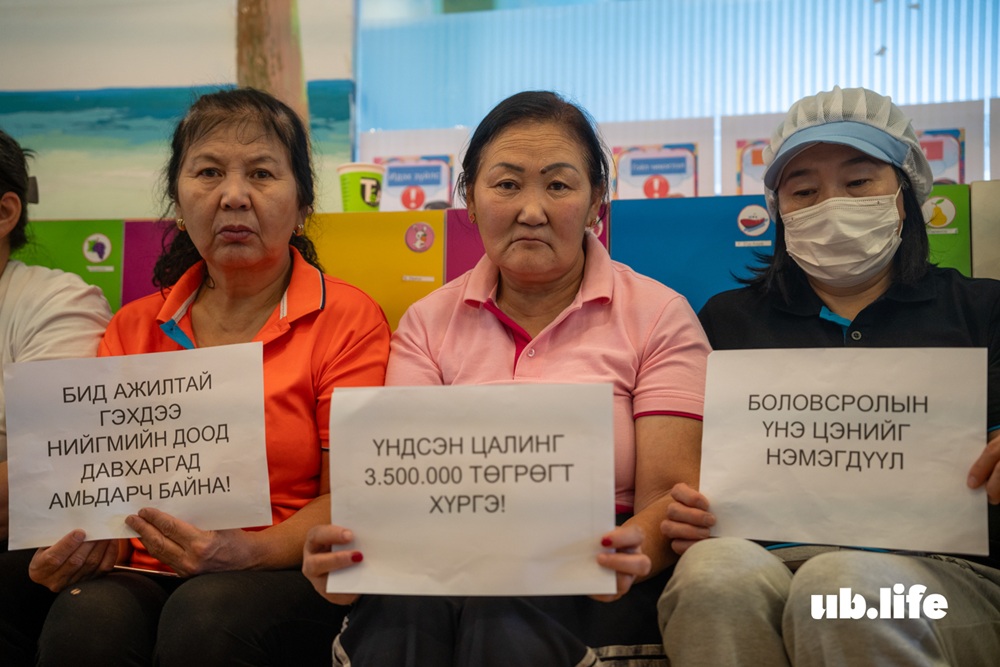 БИД АЖИЛТАЙ
ГЭХДЭЭ
НИЙГМИЙН ДООД
ДАВХАРГАД
АМЬДАРЧ БАЙНА!
ҮНДСЭН ЦАЛИНГ
3.500.000 ТӨГРӨГТ
ХҮРГЭ!
БОЛОВСРОЛЫН
ҮНЭ ЦЭНИЙГ
НЭМЭГДҮҮЛ
ub.life